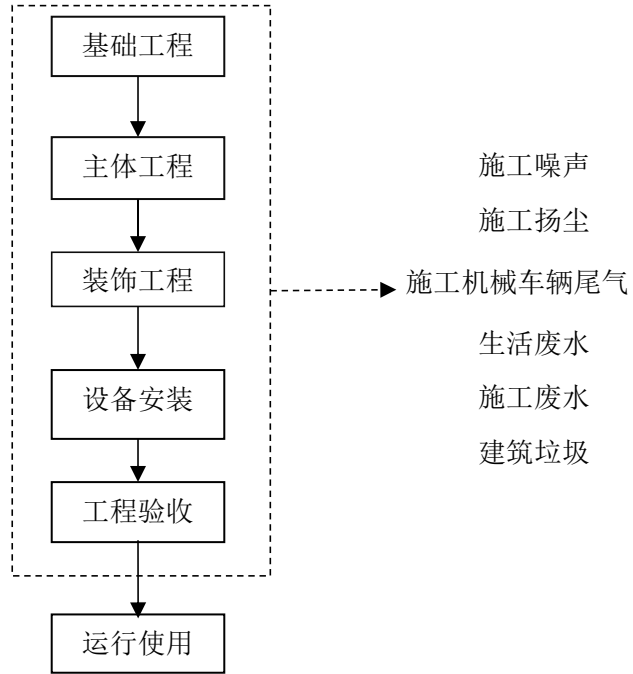 基础工程
主体工程
装饰工程
设备安装
工程验收
运行使用
施工噪声
施工扬尘
施工机械车辆尾气
生活废水
施工废水
建筑垃圾